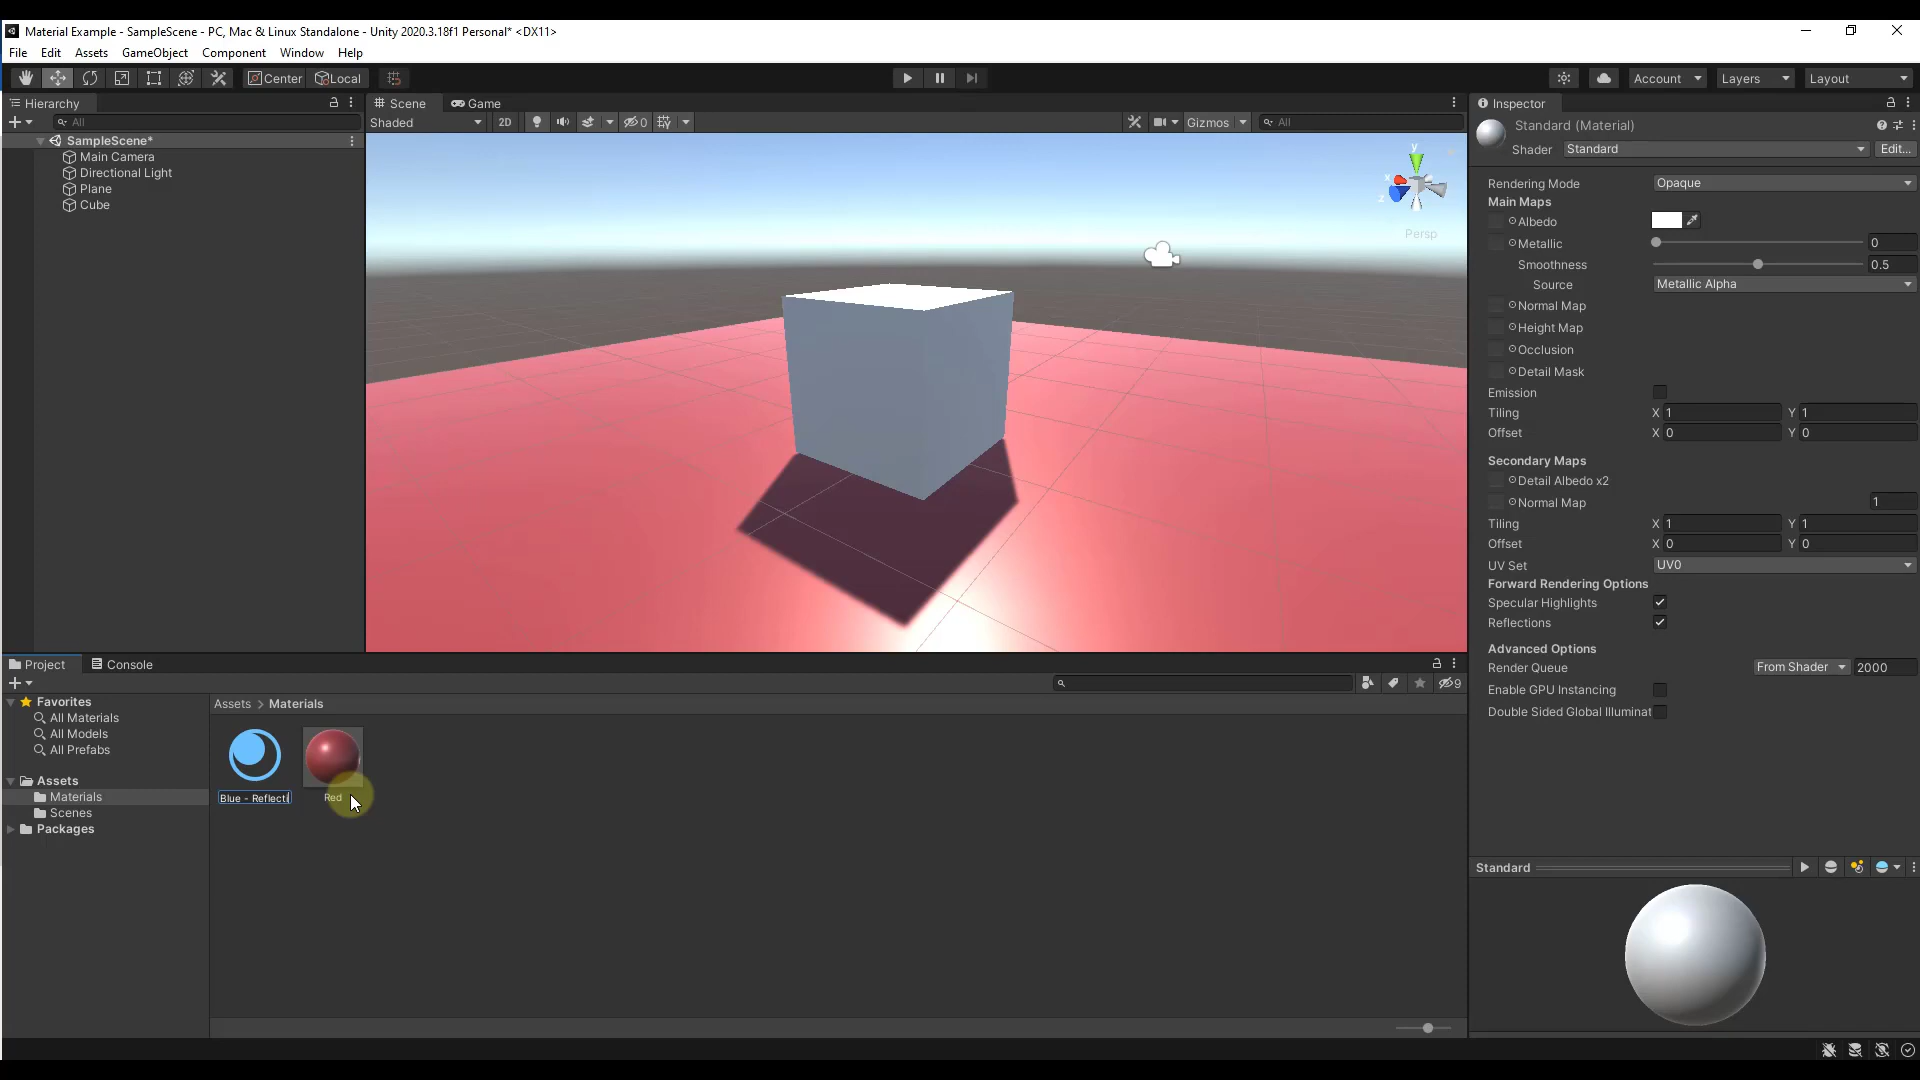 Material Example - SampleScene - PC, Mac & Linux Standalone - Unity 2020.3.18f1 Personal* <DX11>
File Edit Assets GameObject Component Window Help
Center Local
Account Layers Layout
Hierarchy
All
SampleScene*
Main Camera
Directional Light
Plane
Cube
Scene Game
Shaded 2D 0 Gizmos All
y
x
z
Persp
Inspector
Standard (Material)
Shader Standard Edit...
Rendering Mode Opaque
Main Maps
Albedo
Metallic 0
Smoothness 0.5
Source Metallic Alpha
Normal Map
Height Map
Occlusion
Detail Mask
Emission
Tiling X 1 Y 1
Offset X 0 Y 0
Secondary Maps
Detail Albedo x2
Normal Map 1
Tiling X 1 Y 1
Offset X 0 Y 0
UV Set UV0
Forward Rendering Options
Specular Highlights
Reflections
Advanced Options
Render Queue From Shader 2000
Enable GPU Instancing
Double Sided Global Illuminat
Standard
Project Console
9
Favorites
All Materials
All Models
All Prefabs
Assets
Materials
Scenes
Packages
Assets > Materials
Blue - Reflecti
Red